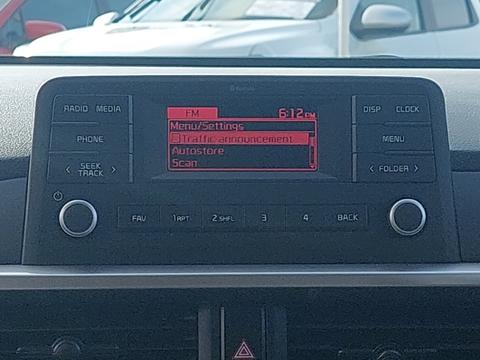 Bluetooth
RADIO MEDIA
FM 6:12 PM
DISP CLOCK
Menu/Settings
PHONE
Traffic announcement
MENU
Autostore
SEEK
TRACK
Scan
FOLDER
FAV 1 RPT 2 SHFL 3 4 BACK